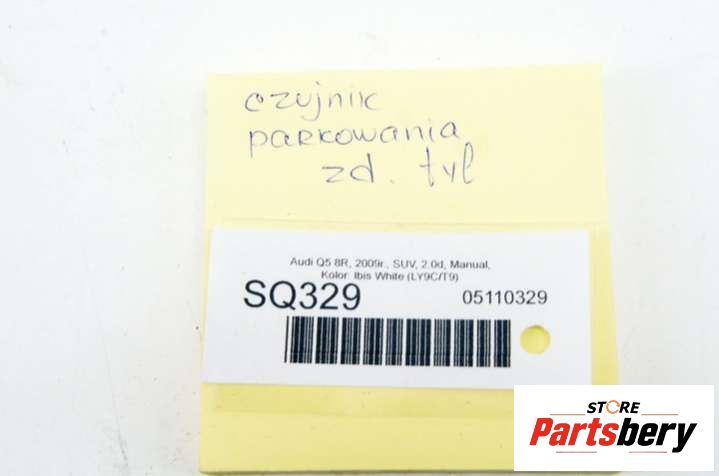 czujnik
parkowania
zd. tył
Audi Q5 8R, 2009r., SUV, 2.0d, Manual,
Kolor: Ibis White (LY9C/T9)
SQ329 05110329
STORE
Partsbery